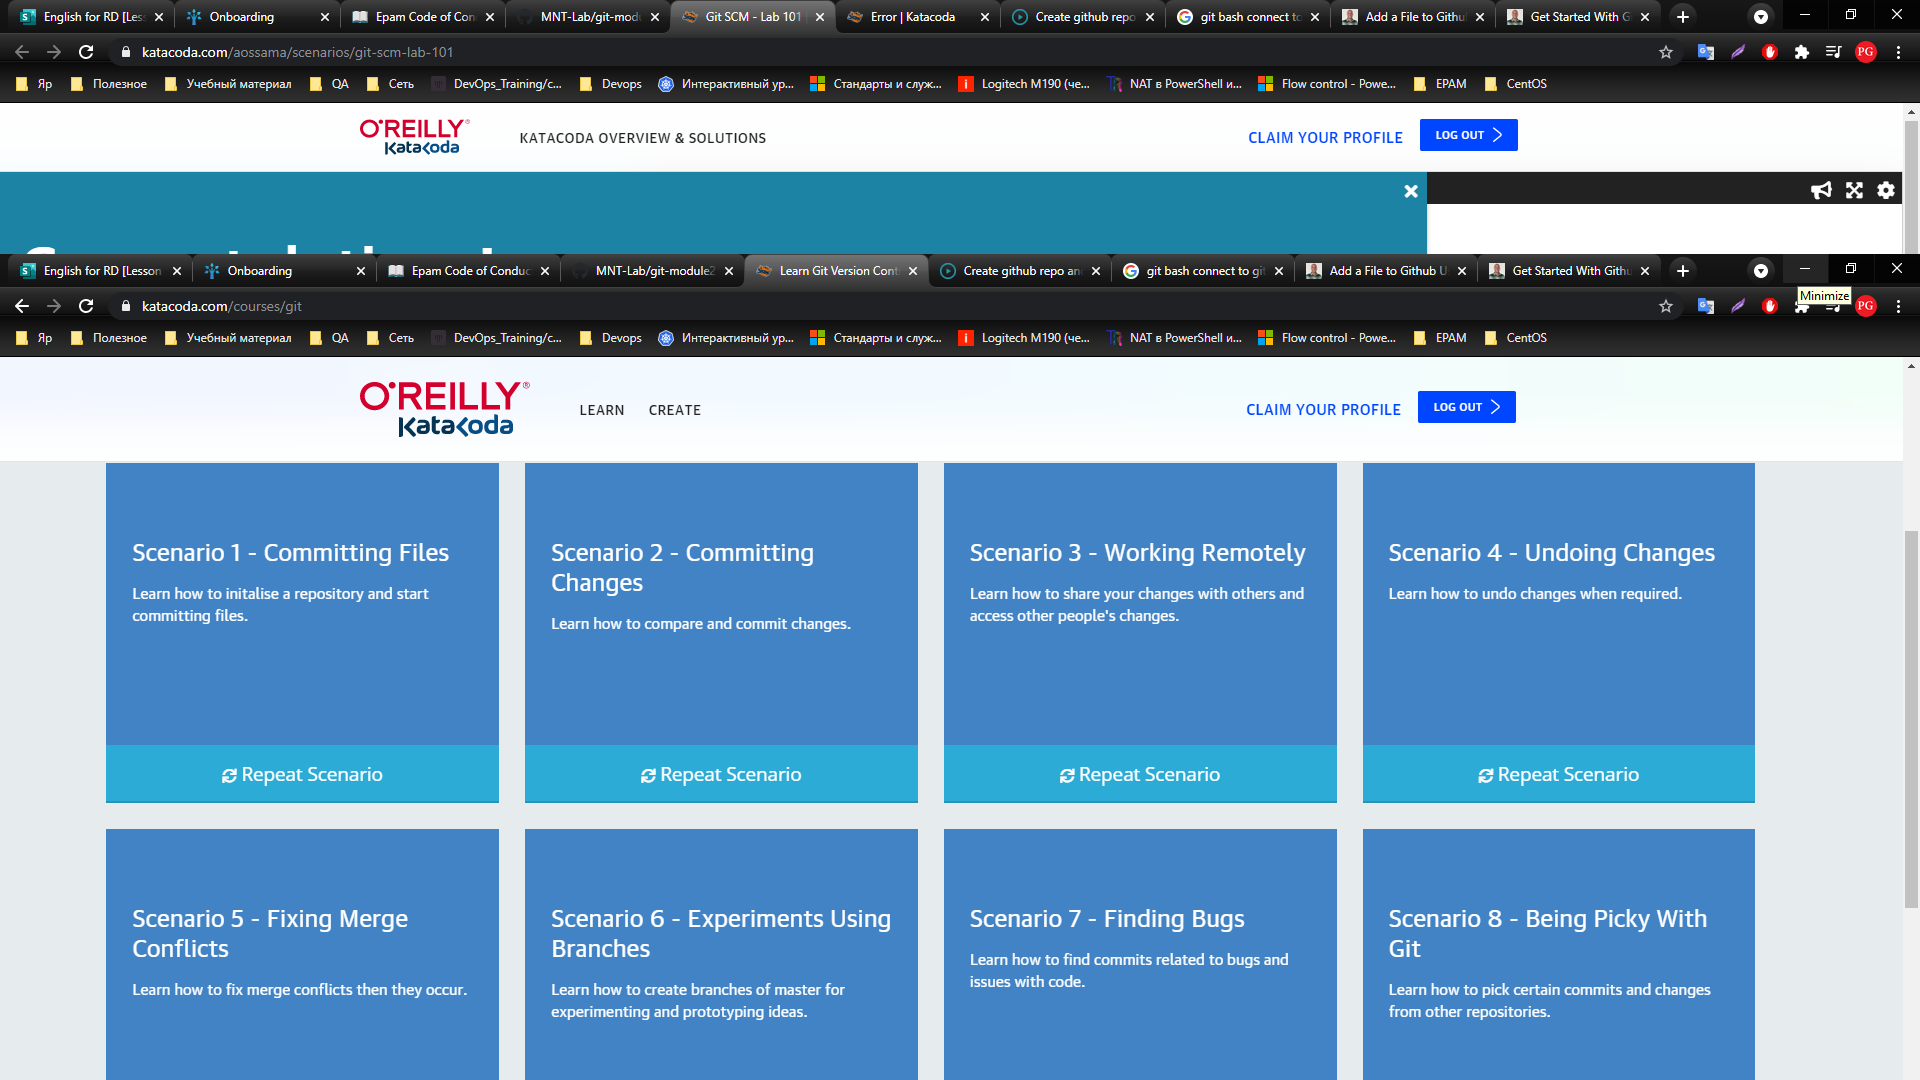 English for RD [Less
Onboarding
Epam Code of Con
MNT-Lab/git-modu
Git SCM - Lab 101
Error | Katacoda
Create github repo
git bash connect to
Add a File to Githu
Get Started With G
katacoda.com/aossama/scenarios/git-scm-lab-101
PG
Яр
Полезное
Учебный материал
QA
Сеть
DevOps_Training/c...
Devops
Интерактивный ур...
Стандарты и служ...
Logitech M190 (че...
NAT в PowerShell и...
Flow control - Powe...
EPAM
CentOS
O'REILLY®
KataKoda
KATACODA OVERVIEW & SOLUTIONS
CLAIM YOUR PROFILE
LOG OUT
English for RD [Lesson
Onboarding
Epam Code of Conduc
MNT-Lab/git-module2
Learn Git Version Cont
Create github repo an
git bash connect to git
Add a File to Github U
Get Started With Githu
katacoda.com/courses/git
Minimize
PG
Яр
Полезное
Учебный материал
QA
Сеть
DevOps_Training/c...
Devops
Интерактивный ур...
Стандарты и служ...
Logitech M190 (че...
NAT в PowerShell и...
Flow control - Powe...
EPAM
CentOS
O'REILLY®
KataKoda
LEARN
CREATE
CLAIM YOUR PROFILE
LOG OUT
Scenario 1 - Committing Files
Learn how to initalise a repository and start
committing files.
Repeat Scenario
Scenario 2 - Committing
Changes
Learn how to compare and commit changes.
Repeat Scenario
Scenario 3 - Working Remotely
Learn how to share your changes with others and
access other people's changes.
Repeat Scenario
Scenario 4 - Undoing Changes
Learn how to undo changes when required.
Repeat Scenario
Scenario 5 - Fixing Merge
Conflicts
Learn how to fix merge conflicts then they occur.
Scenario 6 - Experiments Using
Branches
Learn how to create branches of master for
experimenting and prototyping ideas.
Scenario 7 - Finding Bugs
Learn how to find commits related to bugs and
issues with code.
Scenario 8 - Being Picky With
Git
Learn how to pick certain commits and changes
from other repositories.